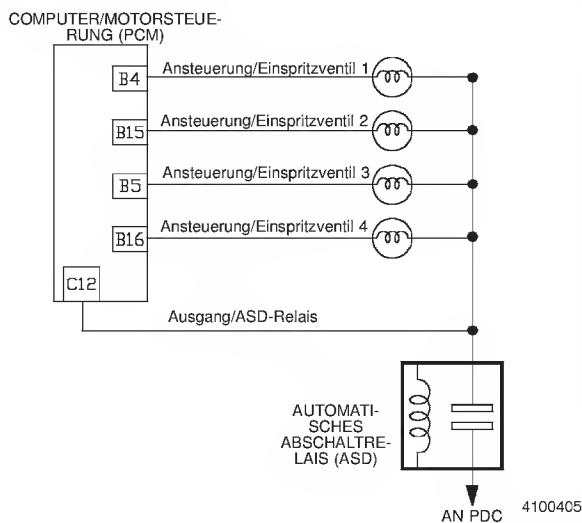 COMPUTER/MOTORSTEUE-
RUNG (PCM)
B4
Ansteuerung/Einspritzventil 1
B15
Ansteuerung/Einspritzventil 2
B5
Ansteuerung/Einspritzventil 3
B16
Ansteuerung/Einspritzventil 4
C12
Ausgang/ASD-Relais
AUTOMATI-
SCHES
ABSCHALTRE-
LAIS (ASD)
AN PDC
4100405